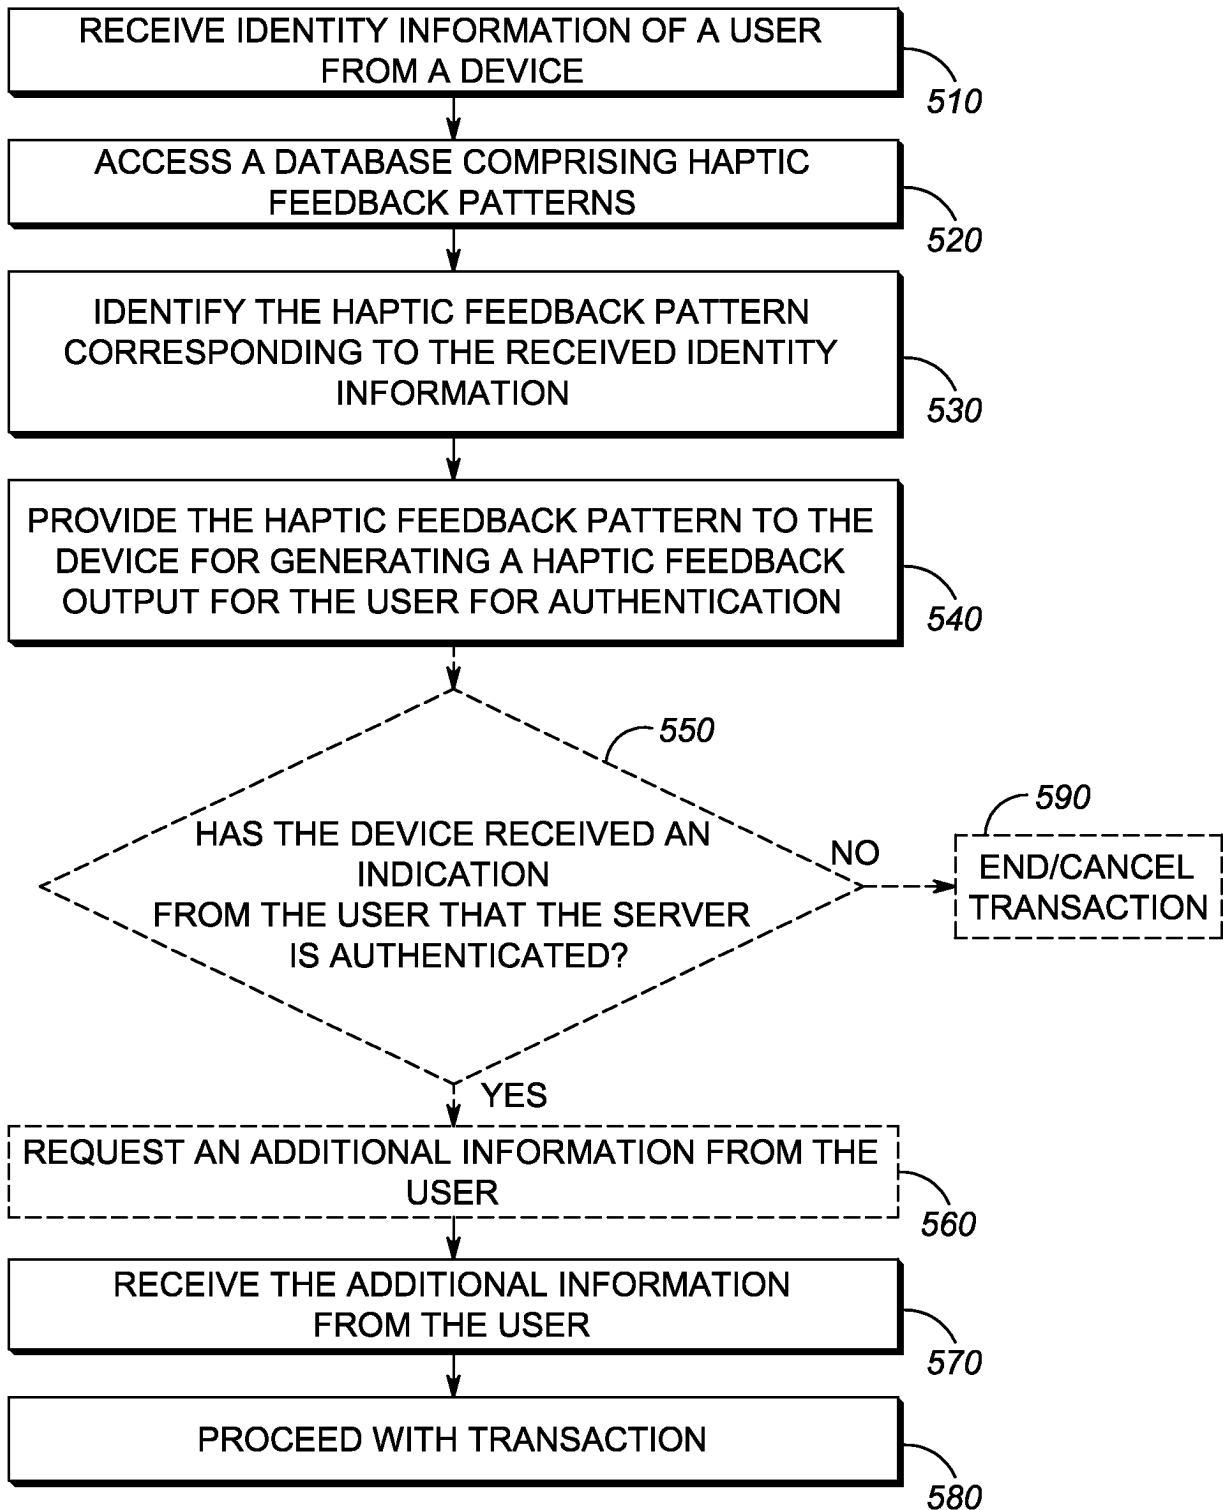 RECEIVE IDENTITY INFORMATION OF A USER
FROM A DEVICE
510
ACCESS A DATABASE COMPRISING HAPTIC
FEEDBACK PATTERNS
520
IDENTIFY THE HAPTIC FEEDBACK PATTERN
CORRESPONDING TO THE RECEIVED IDENTITY
INFORMATION
530
PROVIDE THE HAPTIC FEEDBACK PATTERN TO THE
DEVICE FOR GENERATING A HAPTIC FEEDBACK
OUTPUT FOR THE USER FOR AUTHENTICATION
540
550
HAS THE DEVICE RECEIVED AN
INDICATION
FROM THE USER THAT THE SERVER
IS AUTHENTICATED?
NO
590
END/CANCEL
TRANSACTION
YES
REQUEST AN ADDITIONAL INFORMATION FROM THE
USER
560
RECEIVE THE ADDITIONAL INFORMATION
FROM THE USER
570
PROCEED WITH TRANSACTION
580